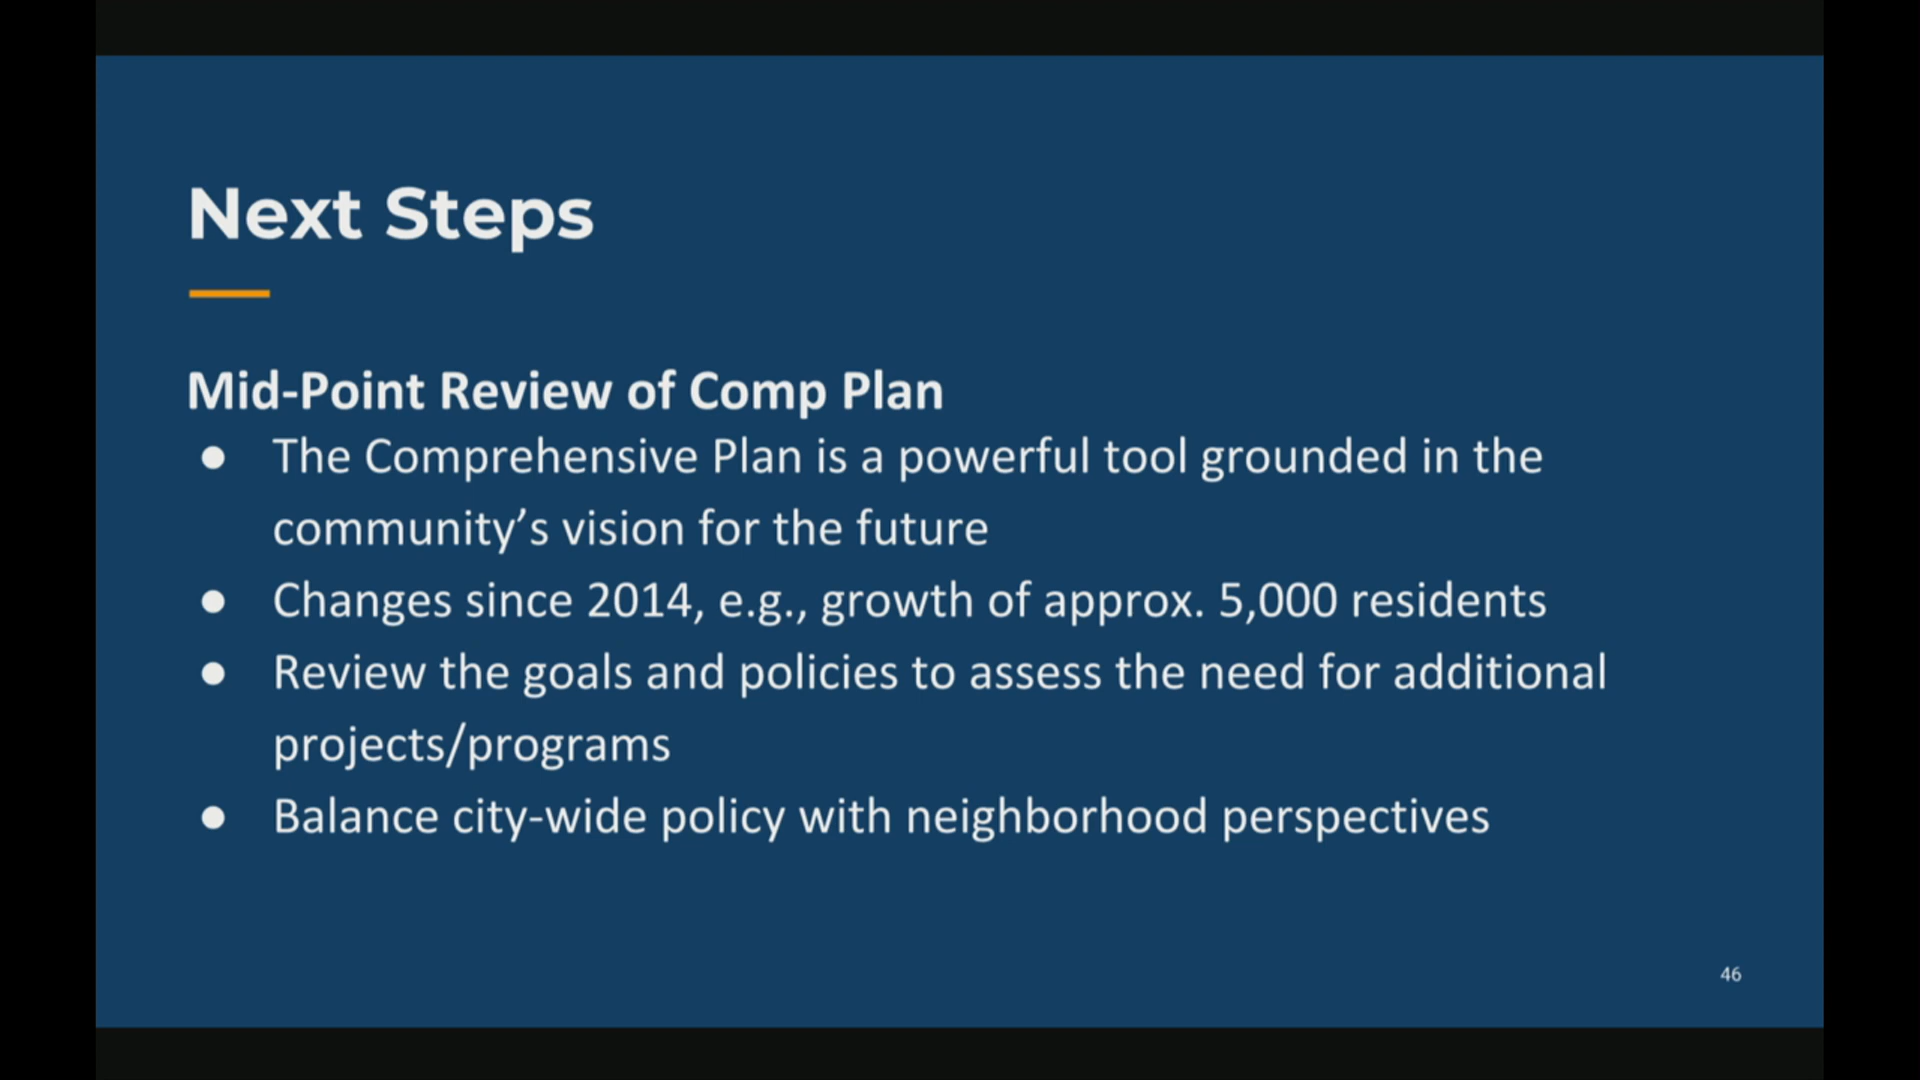 Next Steps
Mid-Point Review of Comp Plan
● The Comprehensive Plan is a powerful tool grounded in the
community’s vision for the future
● Changes since 2014, e.g., growth of approx. 5,000 residents
● Review the goals and policies to assess the need for additional
projects/programs
● Balance city-wide policy with neighborhood perspectives
46